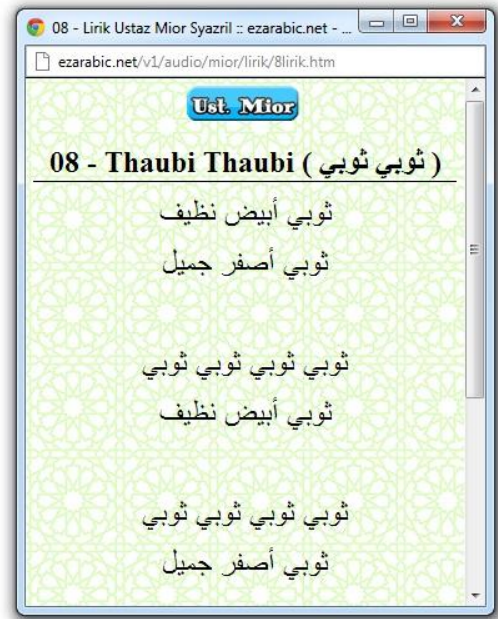 08 - Lirik Ustaz Mior Syazril :: ezarabic.net - ...
ezarabic.net/v1/audio/mior/lirik/8lirik.htm
Ust. Mior
08 - Thaubi Thaubi ( ثوبي ثوبي )
ثوبي أبيض نظيف
ثوبي أصفر جميل
ثوبي ثوبي ثوبي ثوبي
ثوبي أبيض نظيف
ثوبي ثوبي ثوبي ثوبي
ثوبي أصفر جميل